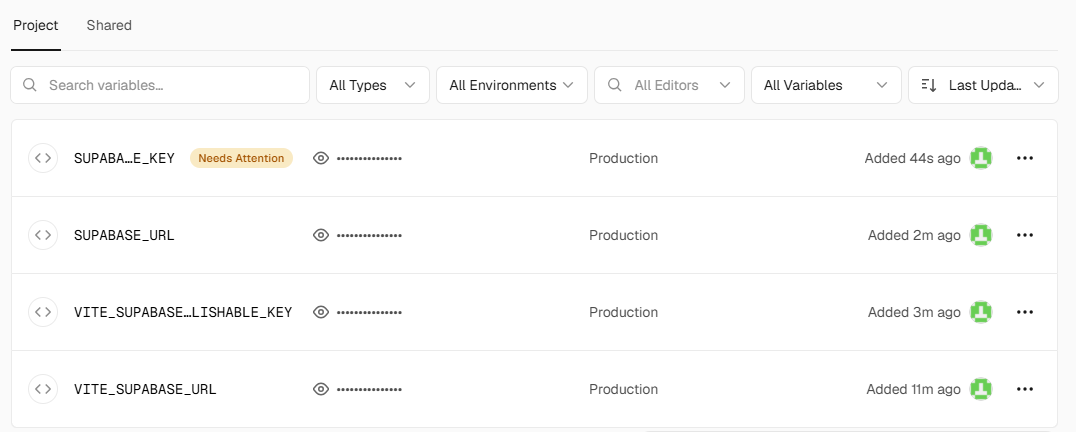 Project Shared
Search variables… All Types All Environments All Editors All Variables Last Upda…
SUPABA…E_KEY Needs Attention •••••••••••••• Production Added 44s ago
SUPABASE_URL •••••••••••••• Production Added 2m ago
VITE_SUPABASE…LISHABLE_KEY •••••••••••••• Production Added 3m ago
VITE_SUPABASE_URL •••••••••••••• Production Added 11m ago